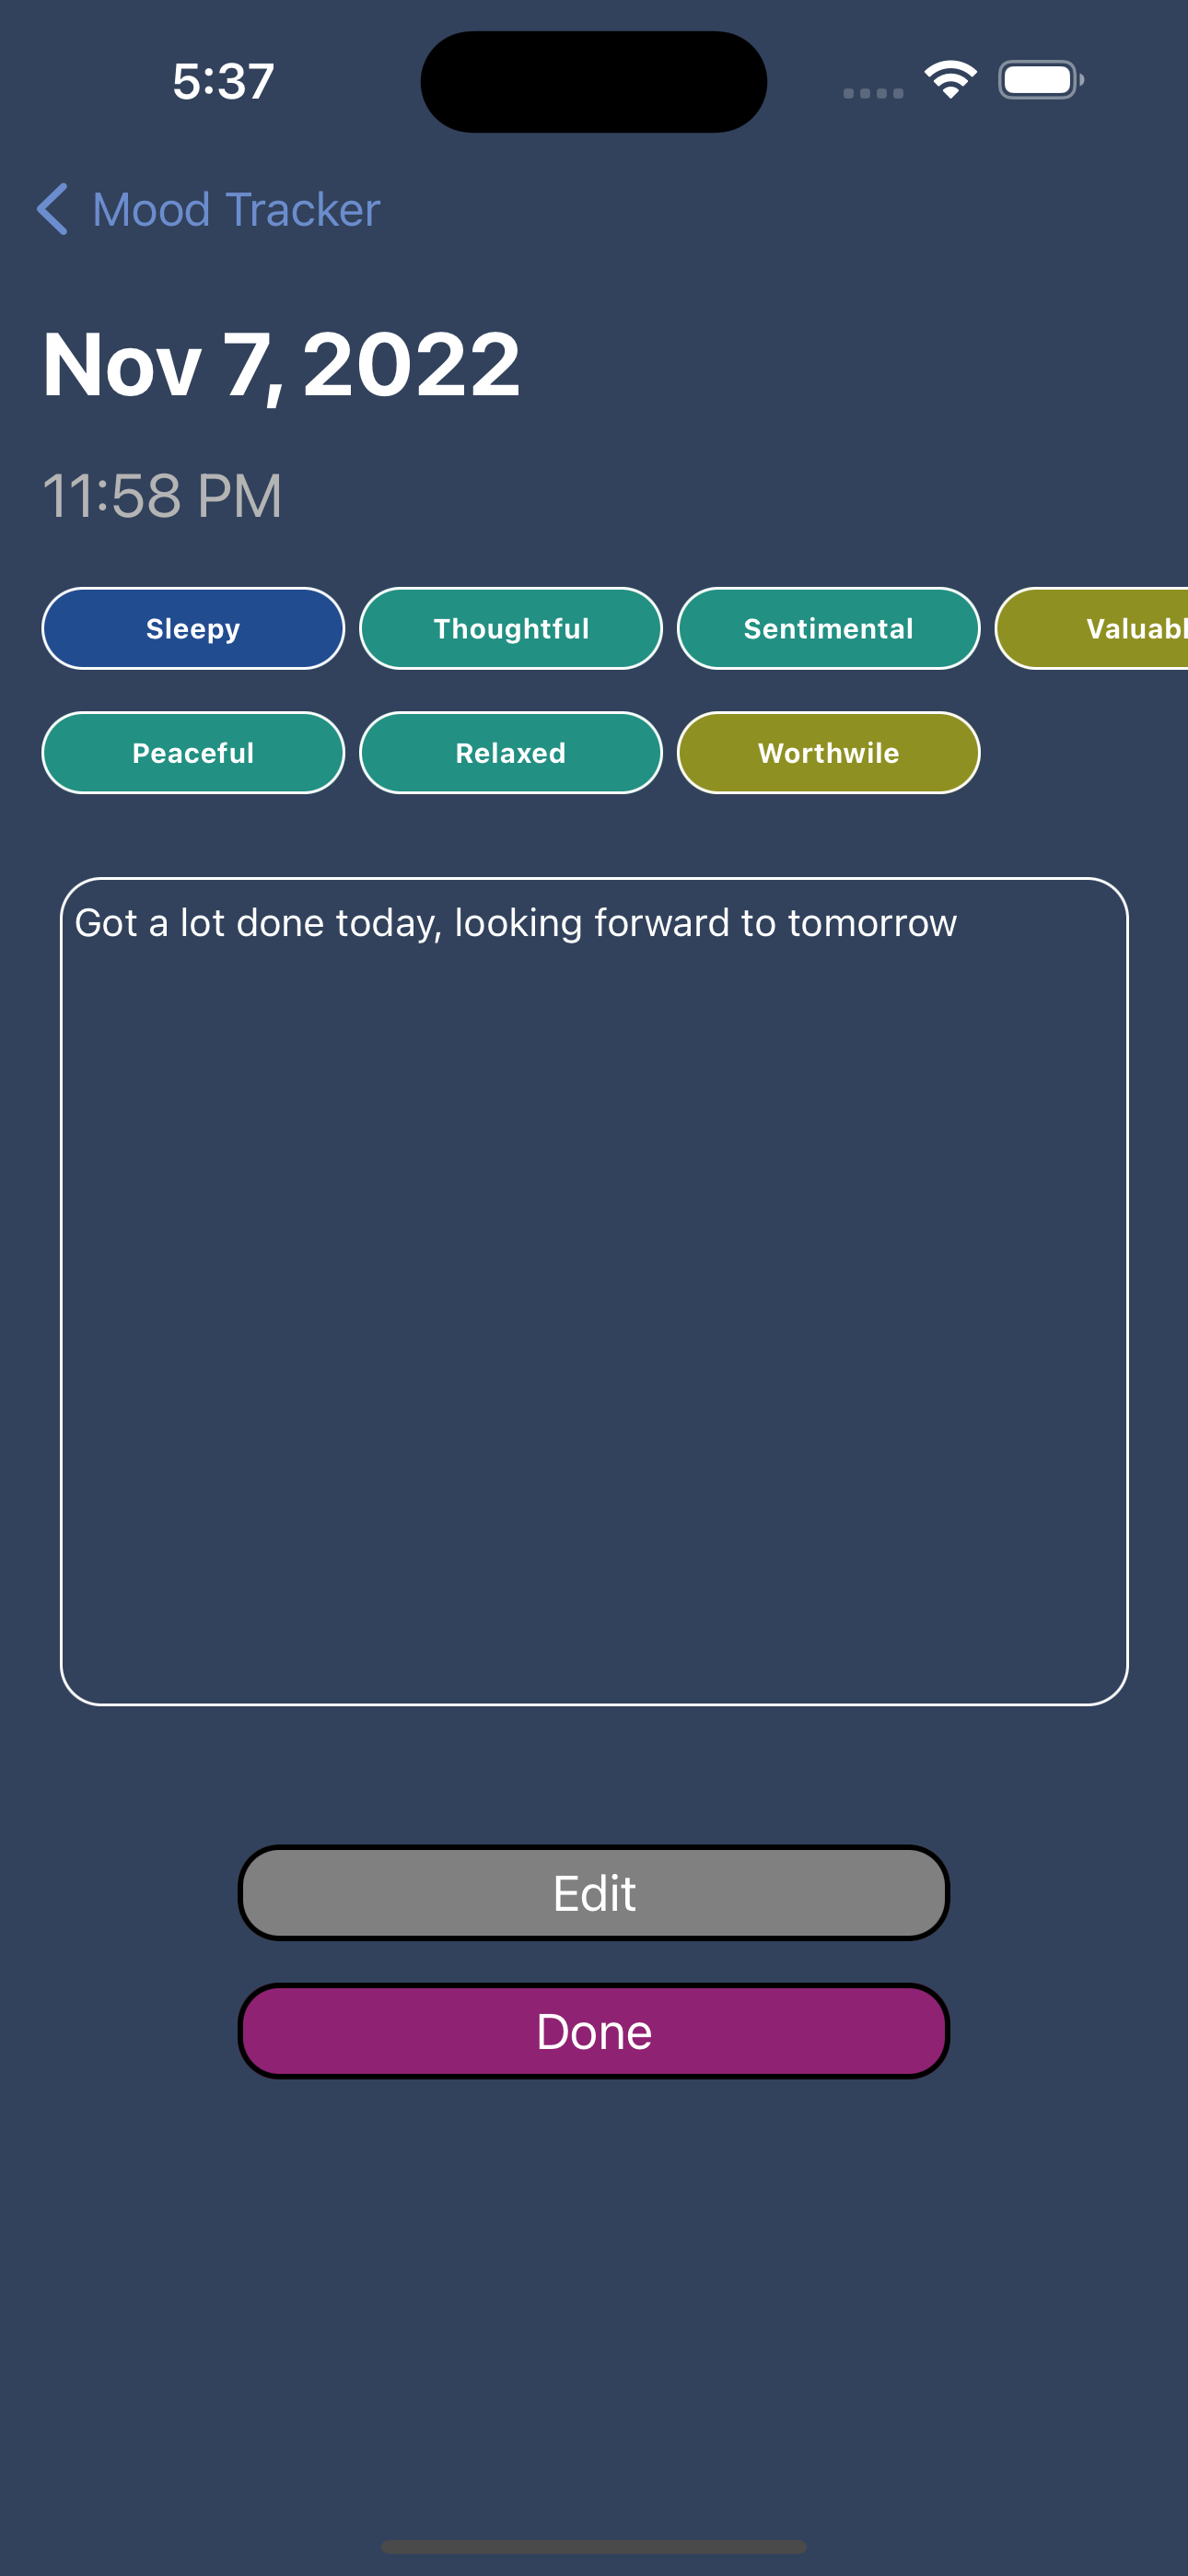 5:37
Mood Tracker
Nov 7, 2022
11:58 PM
Sleepy Thoughtful Sentimental
Peaceful Relaxed Worthwile
Got a lot done today, looking forward to tomorrow
Edit
Done